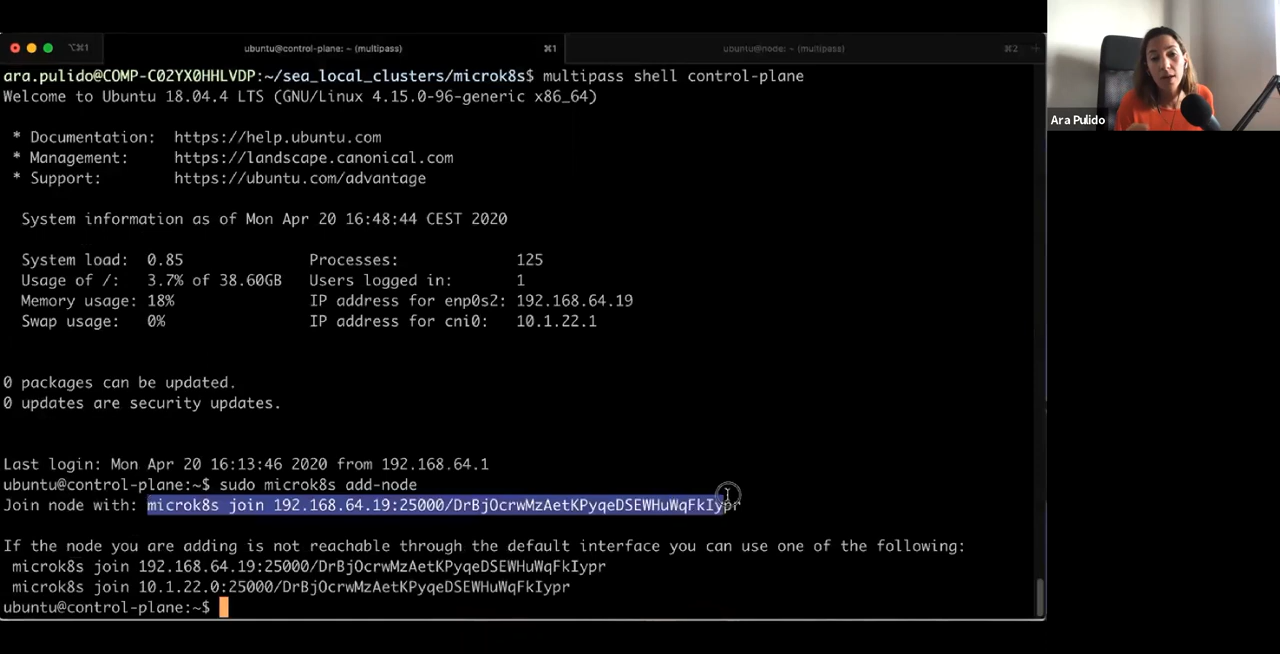 ⌥⌘1
ubuntu@control-plane: ~ (multipass)
⌘1
ubuntu@node: ~ (multipass)
⌘2
+
ara.pulido@COMP-C02YX0HHLVDP:~/sea_local_clusters/microk8s$ multipass shell control-plane
Welcome to Ubuntu 18.04.4 LTS (GNU/Linux 4.15.0-96-generic x86_64)
* Documentation: https://help.ubuntu.com
* Management: https://landscape.canonical.com
* Support: https://ubuntu.com/advantage
System information as of Mon Apr 20 16:48:44 CEST 2020
System load: 0.85 Processes: 125
Usage of /: 3.7% of 38.60GB Users logged in: 1
Memory usage: 18% IP address for enp0s2: 192.168.64.19
Swap usage: 0% IP address for cni0: 10.1.22.1
0 packages can be updated.
0 updates are security updates.
Last login: Mon Apr 20 16:13:46 2020 from 192.168.64.1
ubuntu@control-plane:~$ sudo microk8s add-node
Join node with: microk8s join 192.168.64.19:25000/DrBjOcrwMzAetKPyqeDSEWHuWqFkIypr
If the node you are adding is not reachable through the default interface you can use one of the following:
microk8s join 192.168.64.19:25000/DrBjOcrwMzAetKPyqeDSEWHuWqFkIypr
microk8s join 10.1.22.0:25000/DrBjOcrwMzAetKPyqeDSEWHuWqFkIypr
ubuntu@control-plane:~$
Ara Pulido